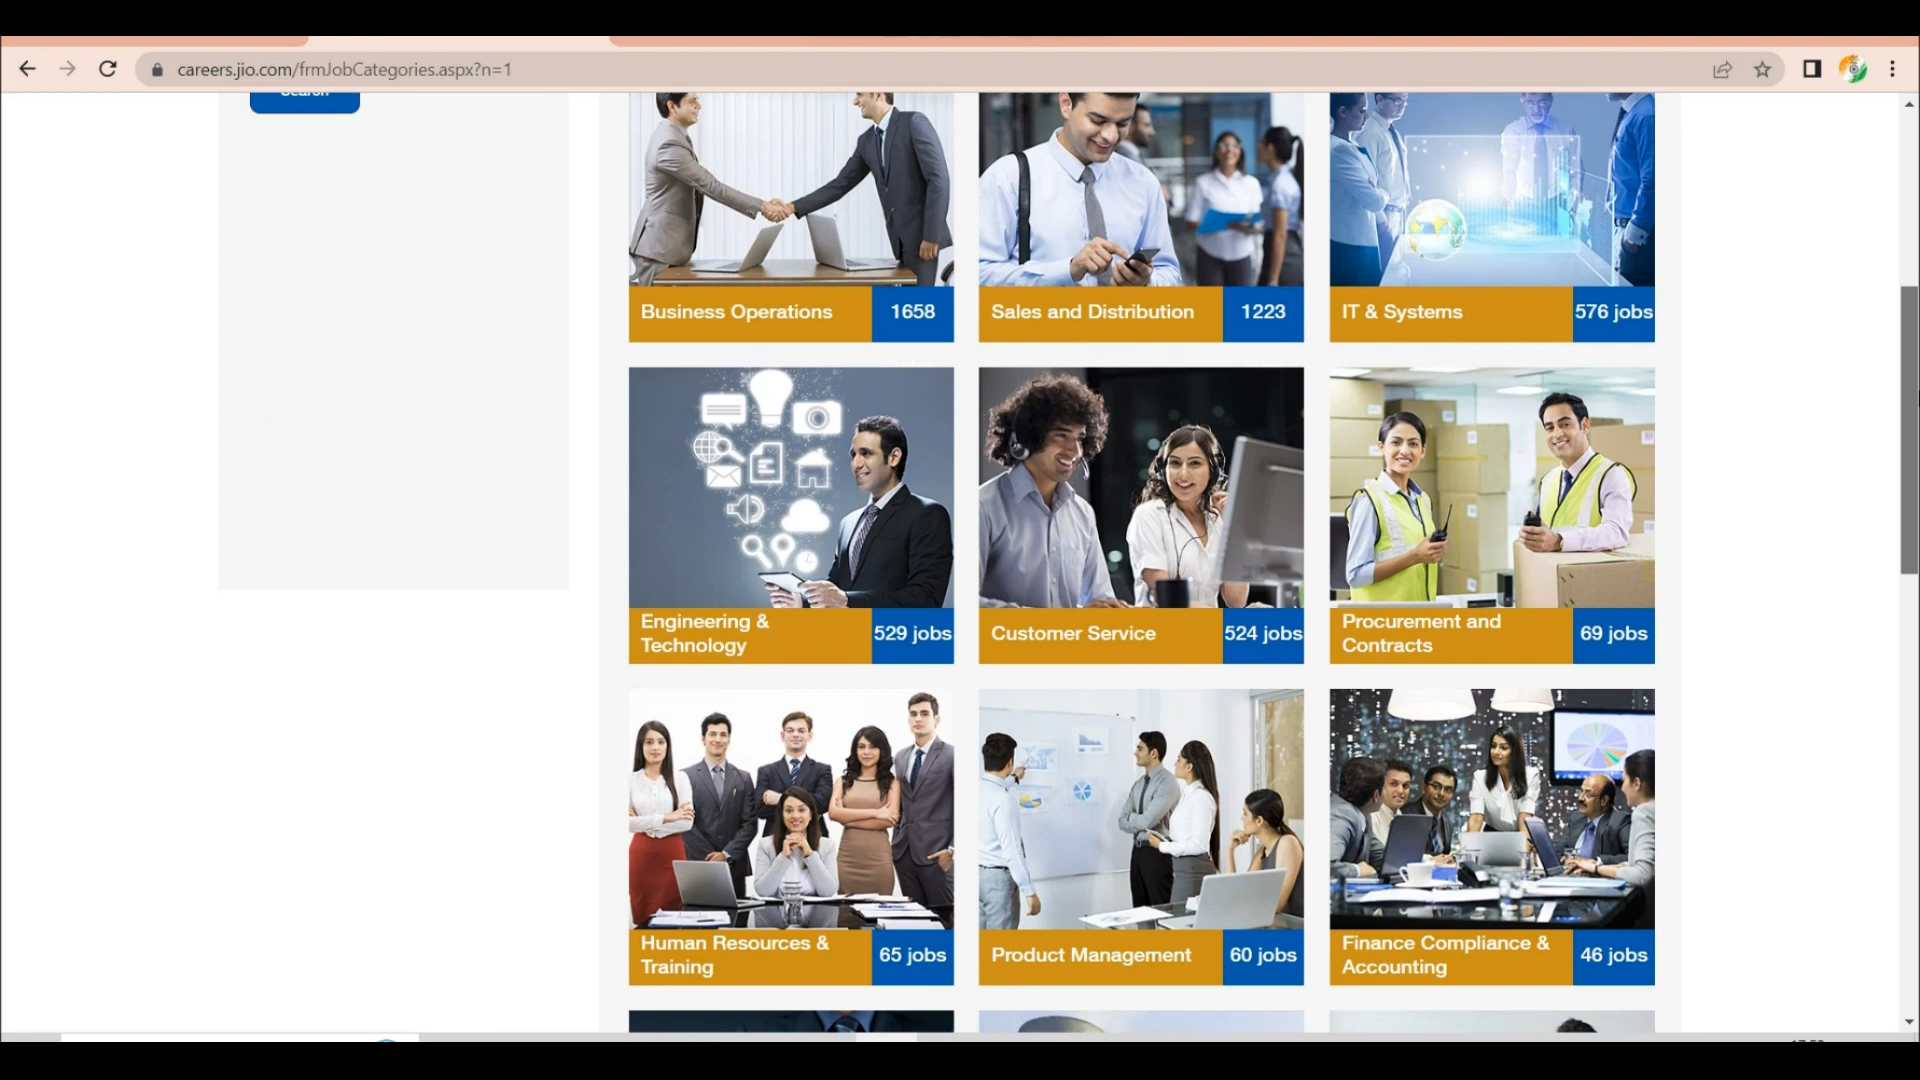 careers.jio.com/frmJobCategories.aspx?n=1
Search
Business Operations
1658
Sales and Distribution
1223
IT & Systems
576 jobs
Engineering &
Technology
529 jobs
Customer Service
524 jobs
Procurement and
Contracts
69 jobs
Human Resources &
Training
65 jobs
Product Management
60 jobs
Finance Compliance &
Accounting
46 jobs